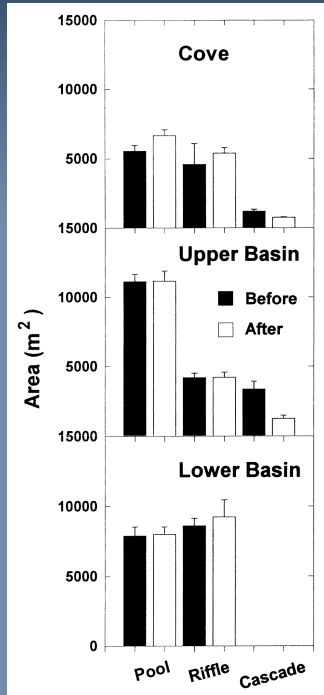 15000
Cove
10000
5000
15000
Upper Basin
10000
Before
After
5000
15000
Lower Basin
10000
5000
0
Area (m²)
Pool Riffle Cascade